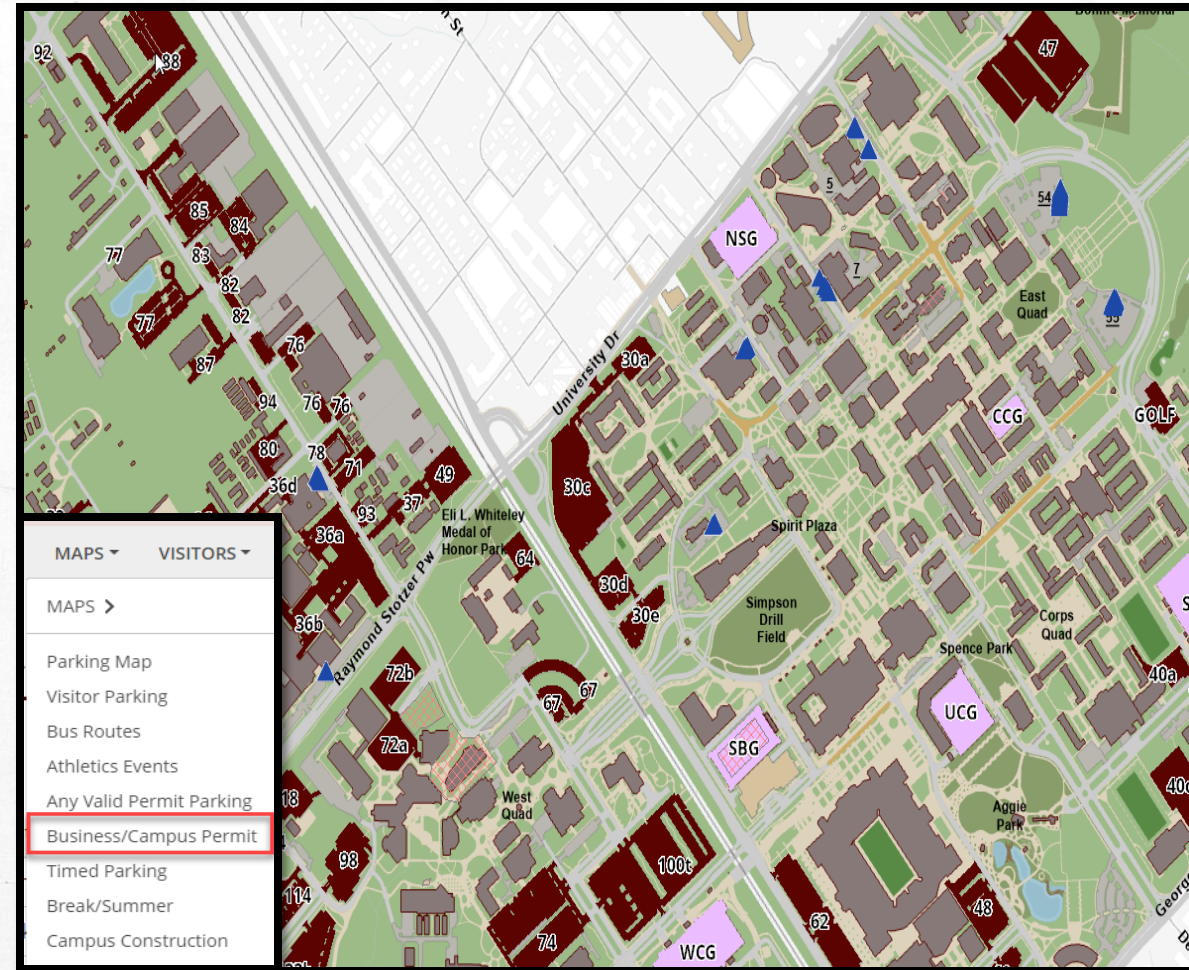 Bonfire Memorial
92
88
47
5
54
85
84
NSG
77
83
7
82
East
Quad
82
77
55
76
University Dr
87
30a
94
76
76
CCG
GOLF
80
78
71
49
36d
30c
93
37
Eli L. Whiteley
Medal of
Honor Park
36a
Spirit Plaza
64
30d
Simpson
Drill
Field
30e
36b
Raymond Stotzer Pw
Corps
Quad
Spence Park
72b
40a
67
67
UCG
72a
SBG
West
Quad
Aggie
Park
98
100t
114
48
62
74
WCG
MAPS
VISITORS
MAPS
Parking Map
Visitor Parking
Bus Routes
Athletics Events
Any Valid Permit Parking
Business/Campus Permit
Timed Parking
Break/Summer
Campus Construction